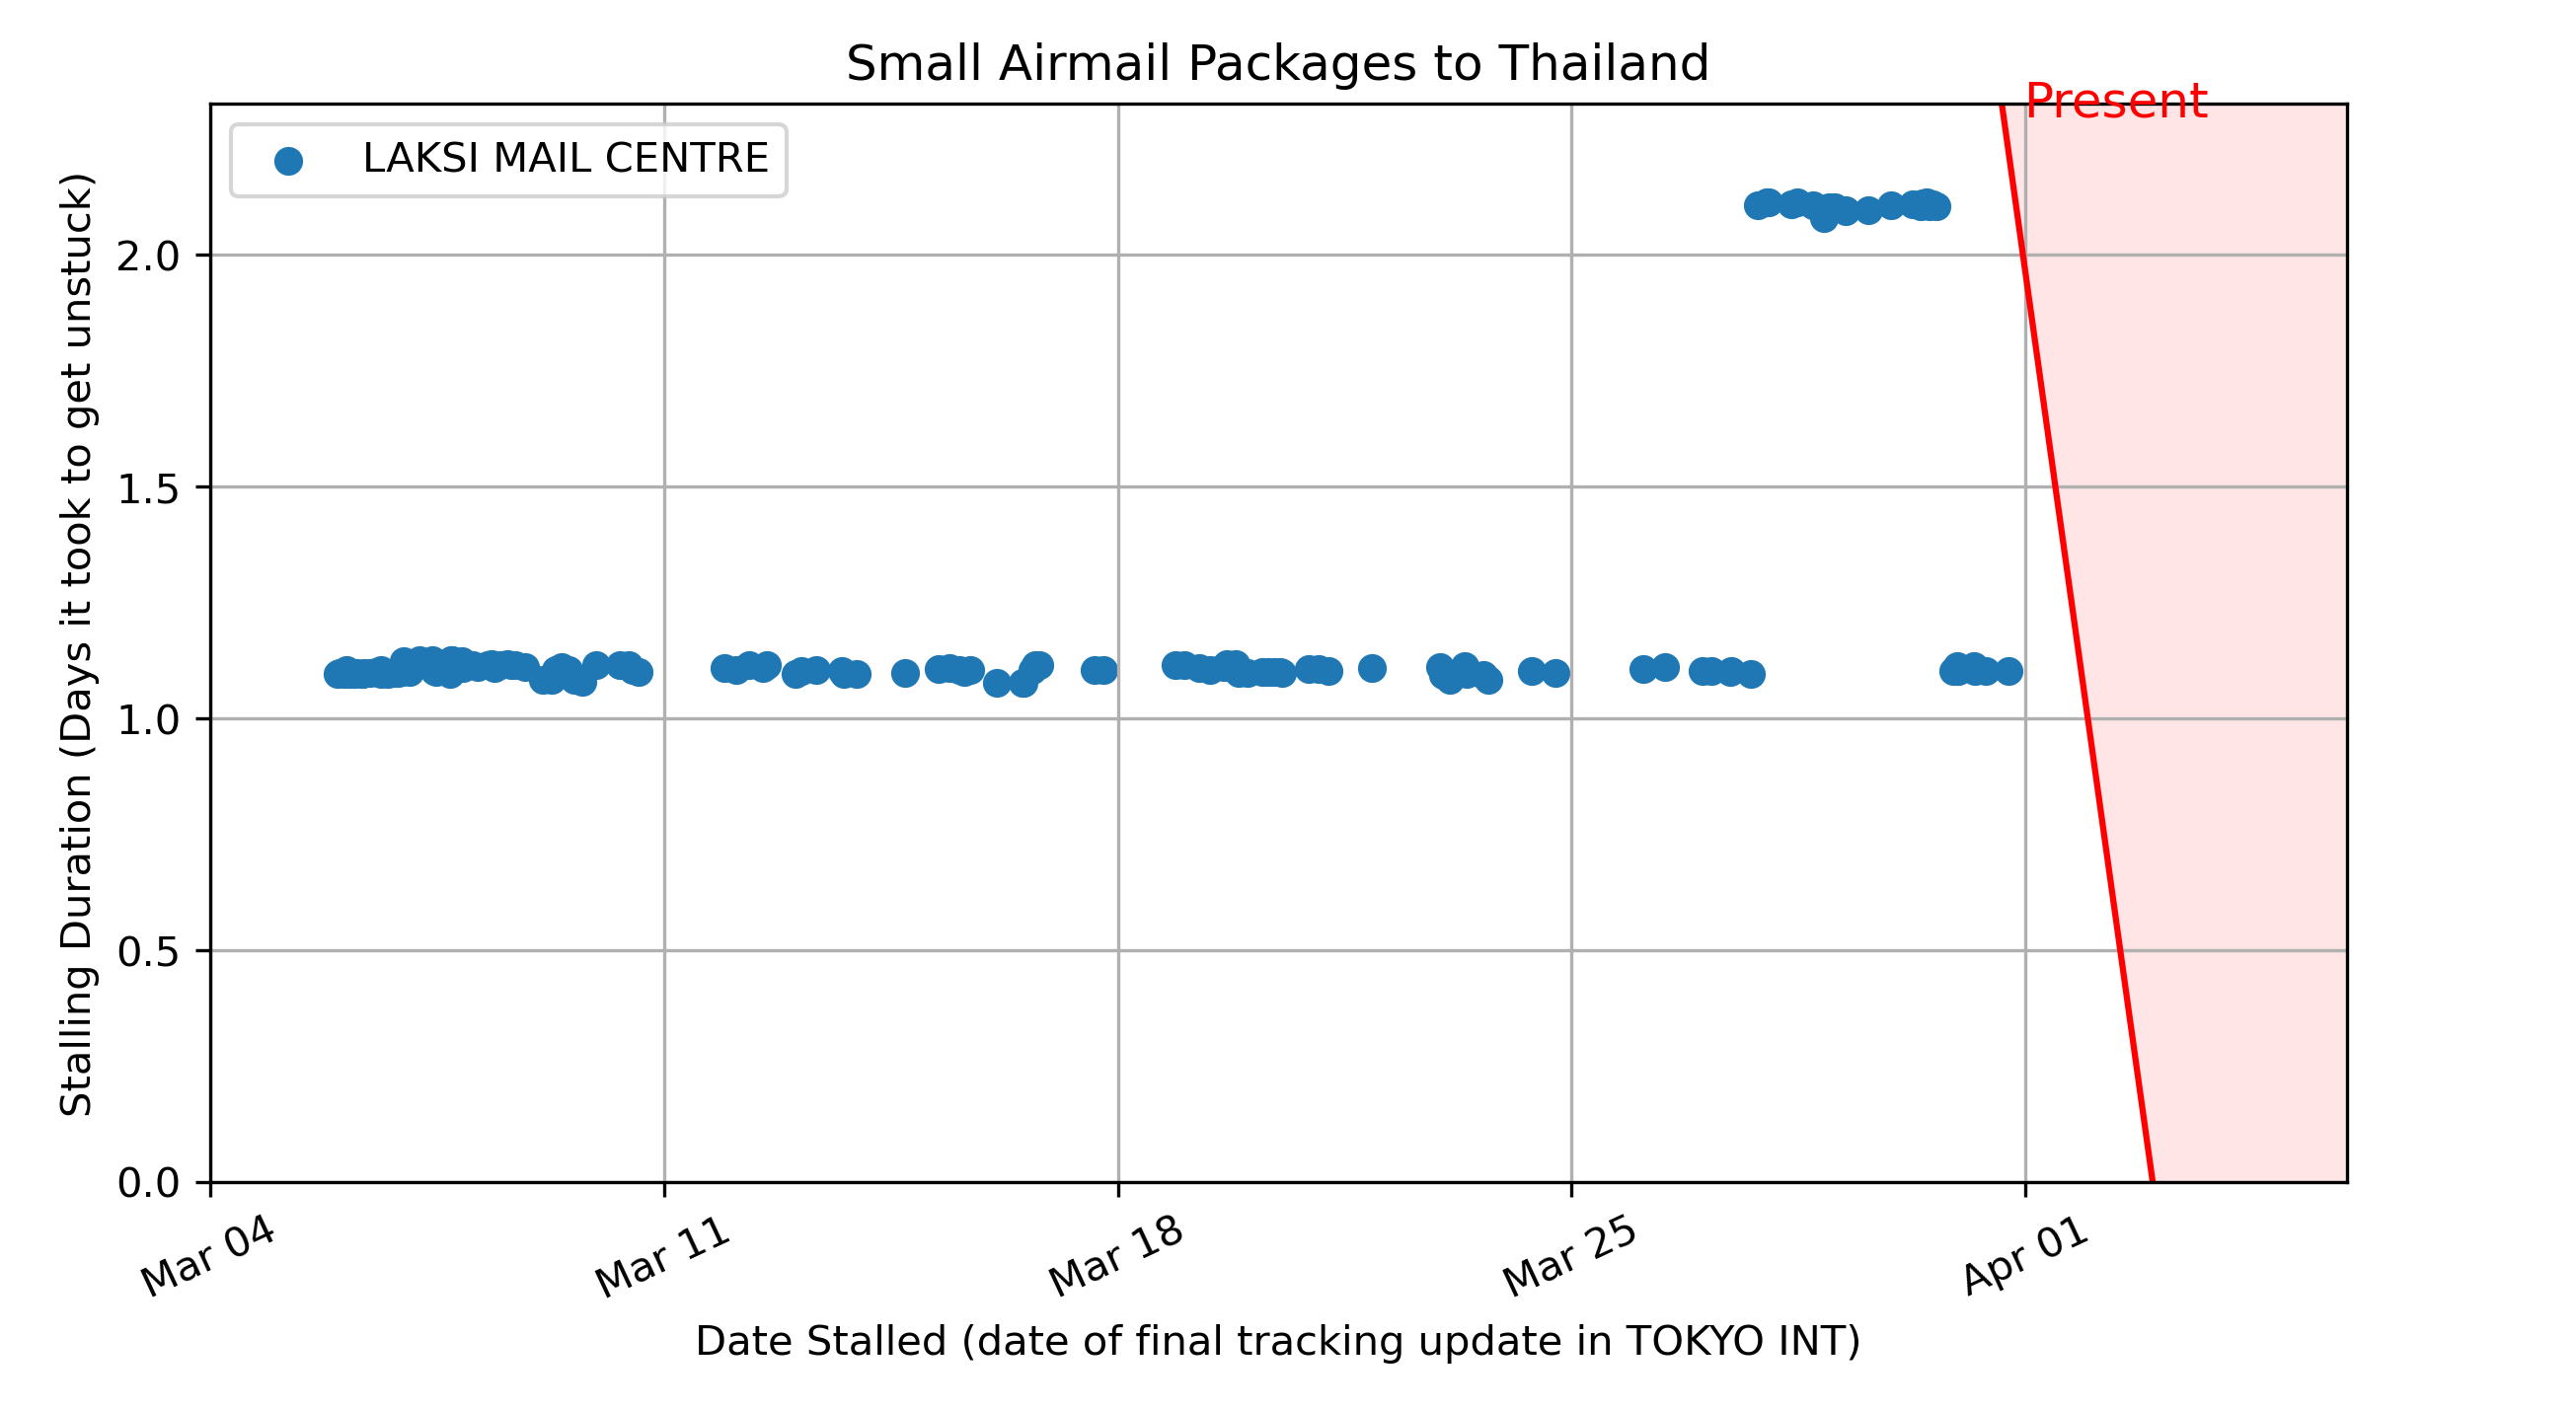 Small Airmail Packages to Thailand
Present
LAKSI MAIL CENTRE
Stalling Duration (Days it took to get unstuck)
2.0
1.5
1.0
0.5
0.0
Mar 04
Mar 11
Mar 18
Mar 25
Apr 01
Date Stalled (date of final tracking update in TOKYO INT)